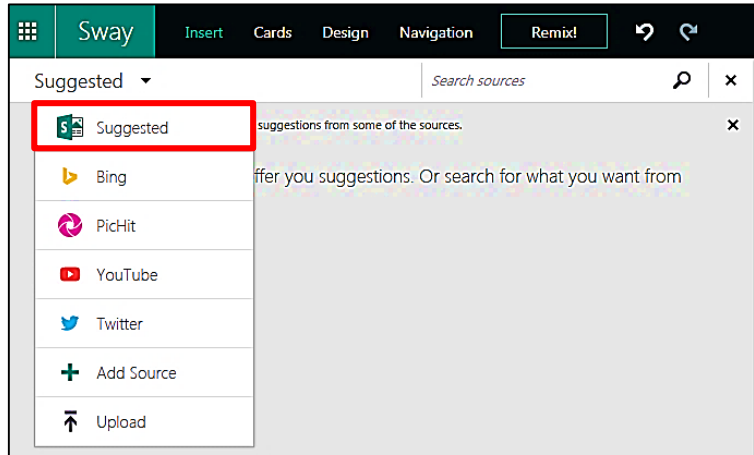 Sway Insert Cards Design Navigation Remix!
Suggested Search sources
Suggested suggestions from some of the sources.
Bing ffer you suggestions. Or search for what you want from
PicHit
YouTube
Twitter
Add Source
Upload